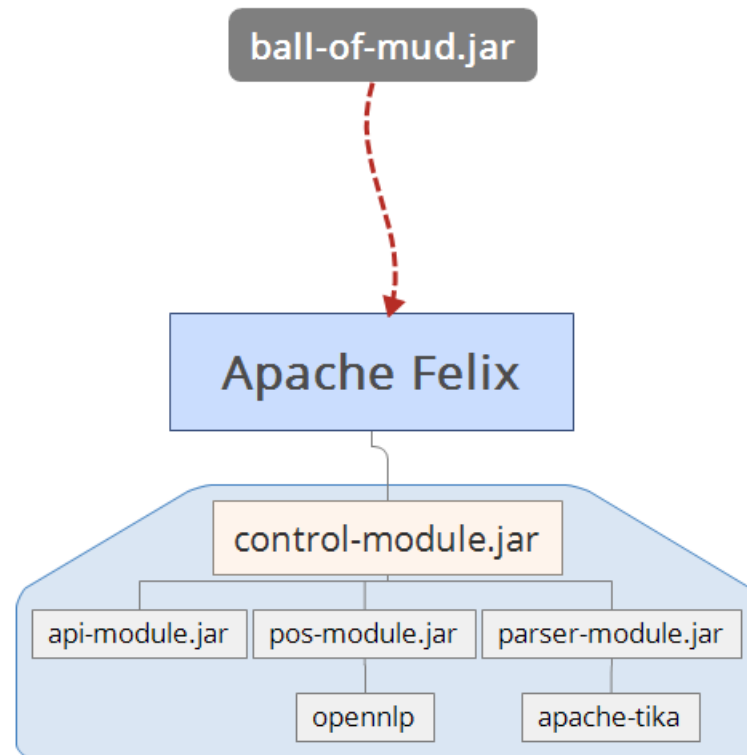 ball-of-mud.jar
Apache Felix
control-module.jar
api-module.jar
pos-module.jar
parser-module.jar
opennlp
apache-tika